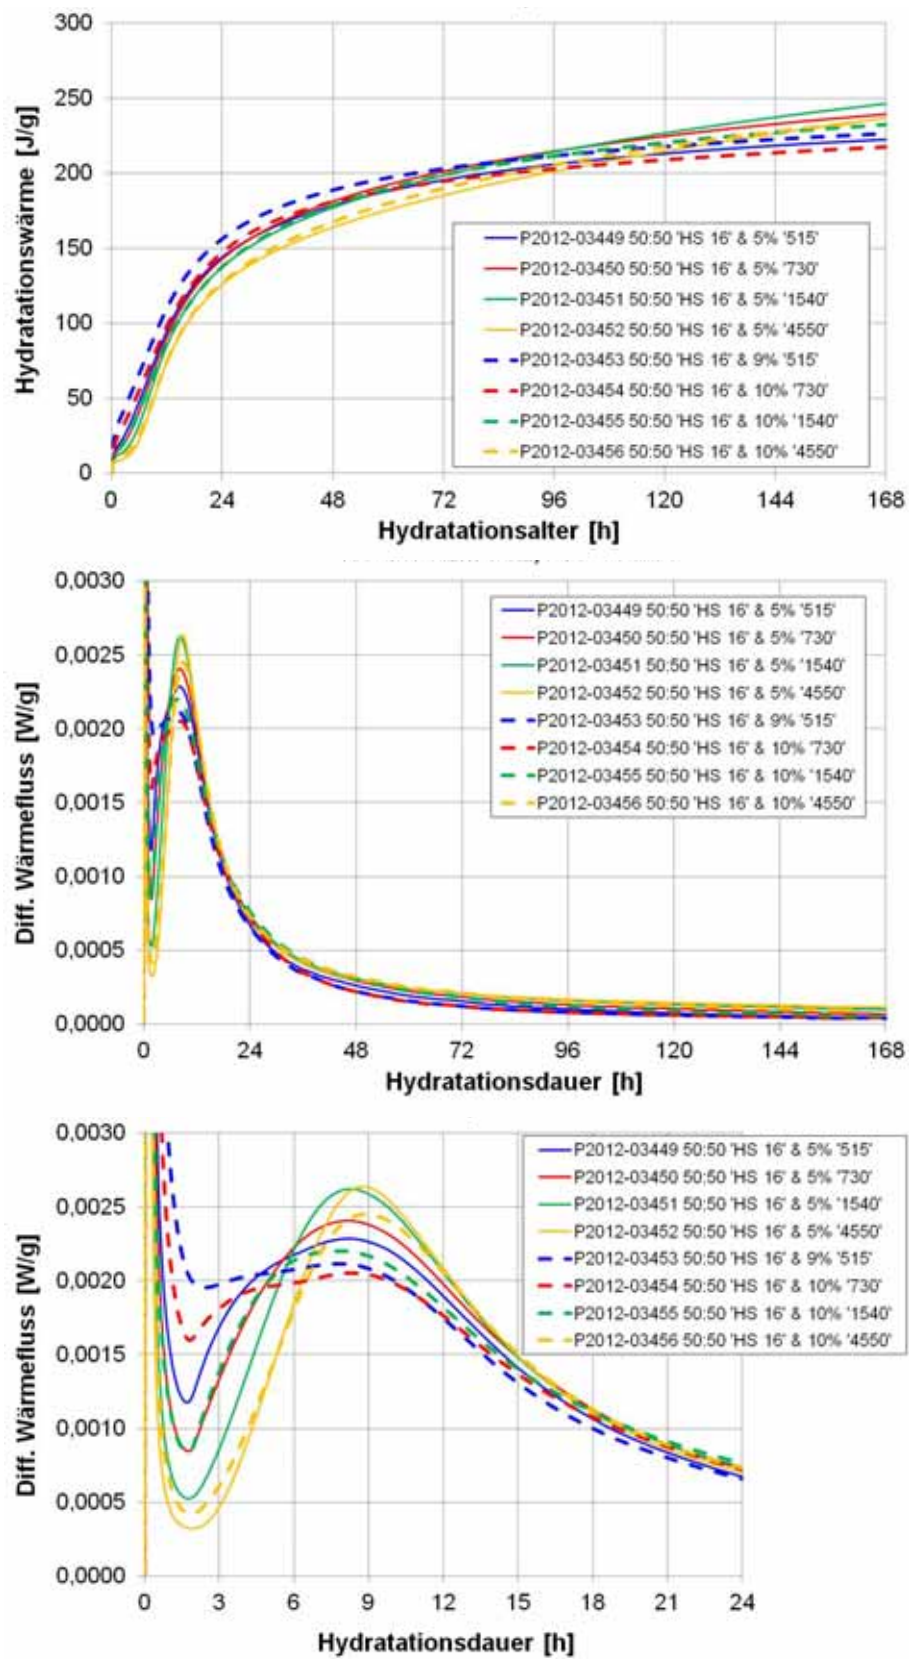 300
250
200
150
100
50
0
Hydratationswärme [J/g]
P2012-03449 50:50 'HS 16' & 5% '515'
P2012-03450 50:50 'HS 16' & 5% '730'
P2012-03451 50:50 'HS 16' & 5% '1540'
P2012-03452 50:50 'HS 16' & 5% '4550'
P2012-03453 50:50 'HS 16' & 9% '515'
P2012-03454 50:50 'HS 16' & 10% '730'
P2012-03455 50:50 'HS 16' & 10% '1540'
P2012-03456 50:50 'HS 16' & 10% '4550'
0 24 48 72 96 120 144 168
Hydratationsalter [h]
0,0030
0,0025
0,0020
0,0015
0,0010
0,0005
0,0000
Diff. Wärmefluss [W/g]
P2012-03449 50:50 'HS 16' & 5% '515'
P2012-03450 50:50 'HS 16' & 5% '730'
P2012-03451 50:50 'HS 16' & 5% '1540'
P2012-03452 50:50 'HS 16' & 5% '4550'
P2012-03453 50:50 'HS 16' & 9% '515'
P2012-03454 50:50 'HS 16' & 10% '730'
P2012-03455 50:50 'HS 16' & 10% '1540'
P2012-03456 50:50 'HS 16' & 10% '4550'
0 24 48 72 96 120 144 168
Hydratationsdauer [h]
0,0030
0,0025
0,0020
0,0015
0,0010
0,0005
0,0000
Diff. Wärmefluss [W/g]
P2012-03449 50:50 'HS 16' & 5% '515'
P2012-03450 50:50 'HS 16' & 5% '730'
P2012-03451 50:50 'HS 16' & 5% '1540'
P2012-03452 50:50 'HS 16' & 5% '4550'
P2012-03453 50:50 'HS 16' & 9% '515'
P2012-03454 50:50 'HS 16' & 10% '730'
P2012-03455 50:50 'HS 16' & 10% '1540'
P2012-03456 50:50 'HS 16' & 10% '4550'
0 3 6 9 12 15 18 21 24
Hydratationsdauer [h]